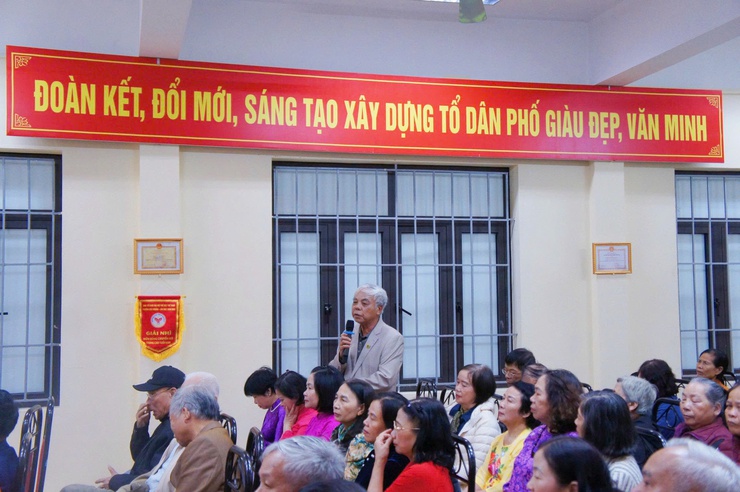 ĐOÀN KẾT, ĐỔI MỚI, SÁNG TẠO XÂY DỰNG TỔ DÂN PHỐ GIÀU ĐẸP, VĂN MINH
GIẢI NHÌ